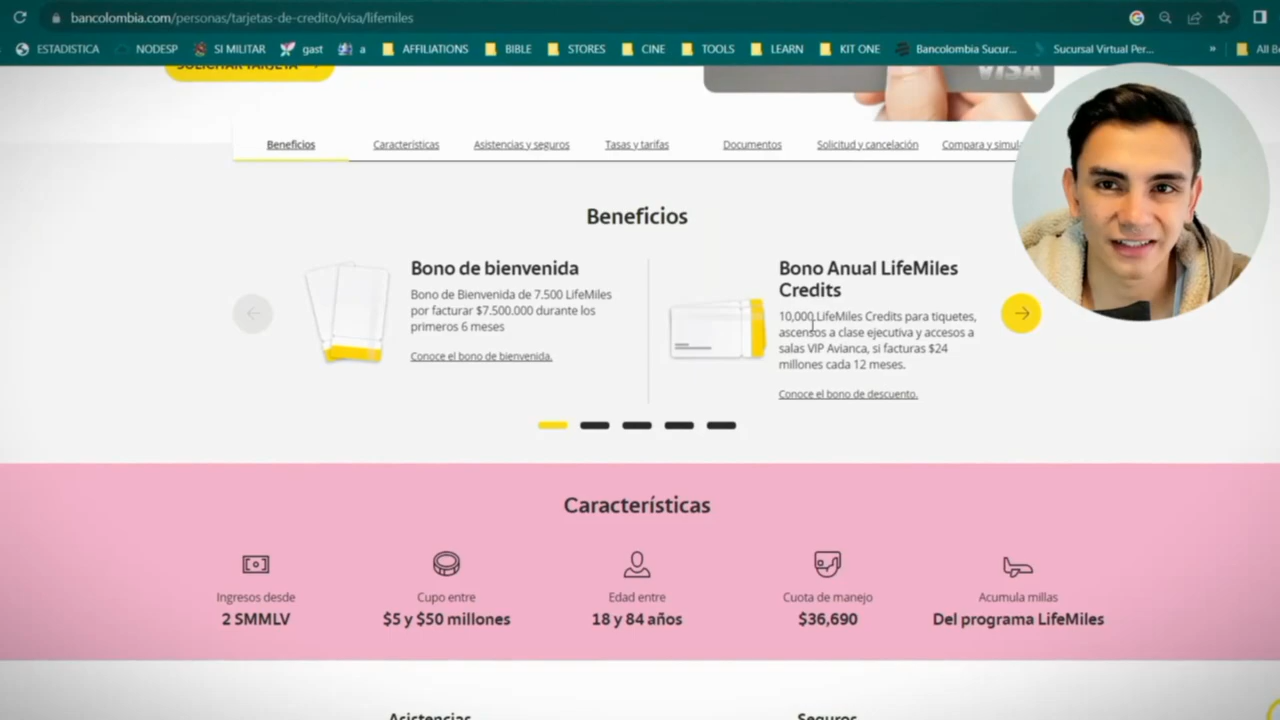 bancolombia.com/personas/tarjetas-de-credito/visa/lifemiles
ESTADISTICA
NODESP
SI MILITAR
gast
a
AFFILIATIONS
BIBLE
STORES
CINE
TOOLS
LEARN
KIT ONE
Bancolombia Sucur...
Sucursal Virtual Per...
»
All B
SOLICITAR TARJETA
VISA
Beneficios
Características
Asistencias y seguros
Tasas y tarifas
Documentos
Solicitud y cancelación
Compara y simul
Beneficios
Bono de bienvenida
Bono de Bienvenida de 7.500 LifeMiles
por facturar $7.500.000 durante los
primeros 6 meses
Conoce el bono de bienvenida.
Bono Anual LifeMiles
Credits
10,000 LifeMiles Credits para tiquetes,
ascensos a clase ejecutiva y accesos a
salas VIP Avianca, si facturas $24
millones cada 12 meses.
Conoce el bono de descuento.
Características
Ingresos desde
2 SMMLV
Cupo entre
$5 y $50 millones
Edad entre
18 y 84 años
Cuota de manejo
$36,690
Acumula millas
Del programa LifeMiles
Asistencias
Seguros